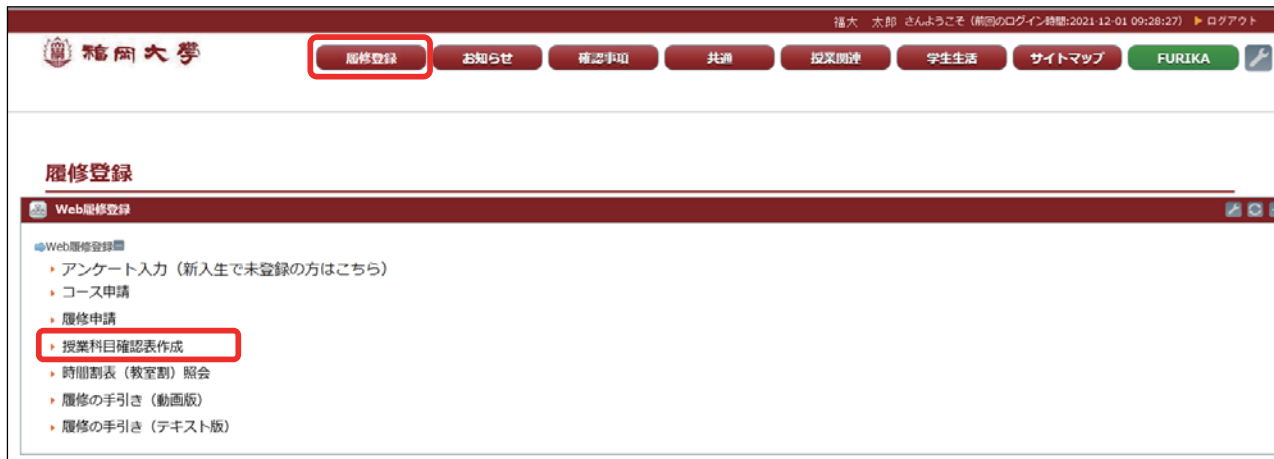 福大 太郎 さんようこそ (前回のログイン時間:2021-12-01 09:28:27) ログアウト
福岡大學
履修登録 お知らせ 確認事項 共通 授業関連 学生生活 サイトマップ FURIKA
履修登録
Web履修登録
Web履修登録
アンケート入力（新入生で未登録の方はこちら）
コース申請
履修申請
授業科目確認表作成
時間割表（教室割）照会
履修の手引き（動画版）
履修の手引き（テキスト版）